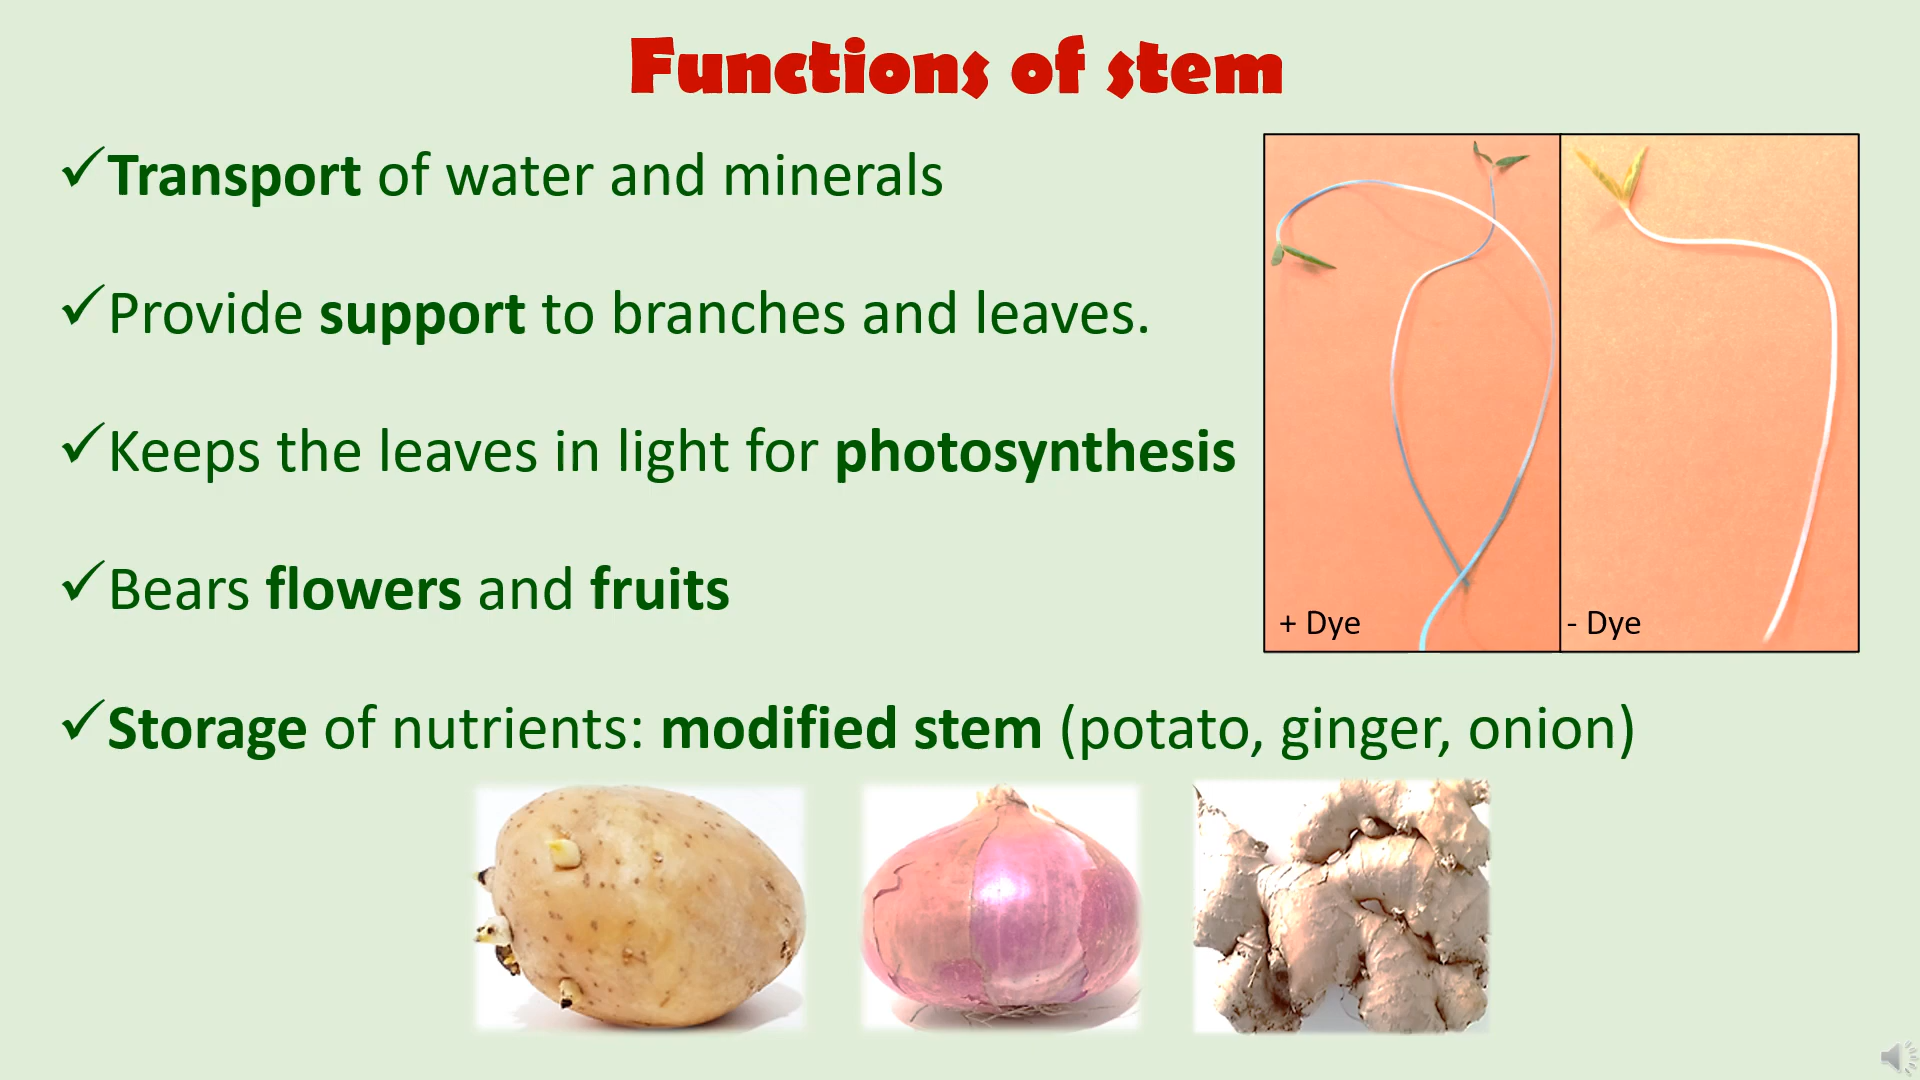 Functions of stem
✓Transport of water and minerals
✓Provide support to branches and leaves.
✓Keeps the leaves in light for photosynthesis
✓Bears flowers and fruits
+ Dye
- Dye
✓Storage of nutrients: modified stem (potato, ginger, onion)